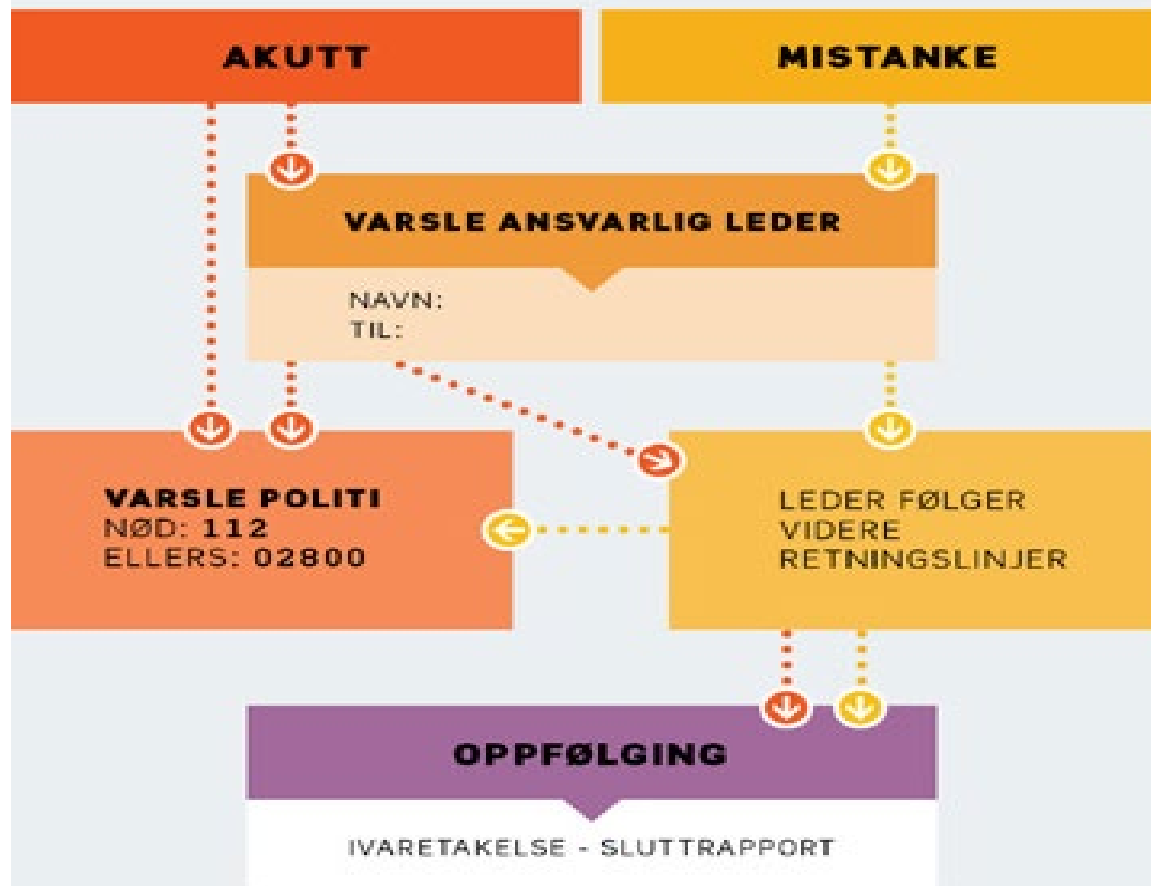 AKUTT
MISTANKE
VARSLE ANSVARLIG LEDER
NAVN:
TIL:
VARSLE POLITI
NØD: 112
ELLERS: 02800
LEDER FØLGER
VIDERE
RETNINGSLINJER
OPPFØLGING
IVARETAKELSE - SLUTTRAPPORT